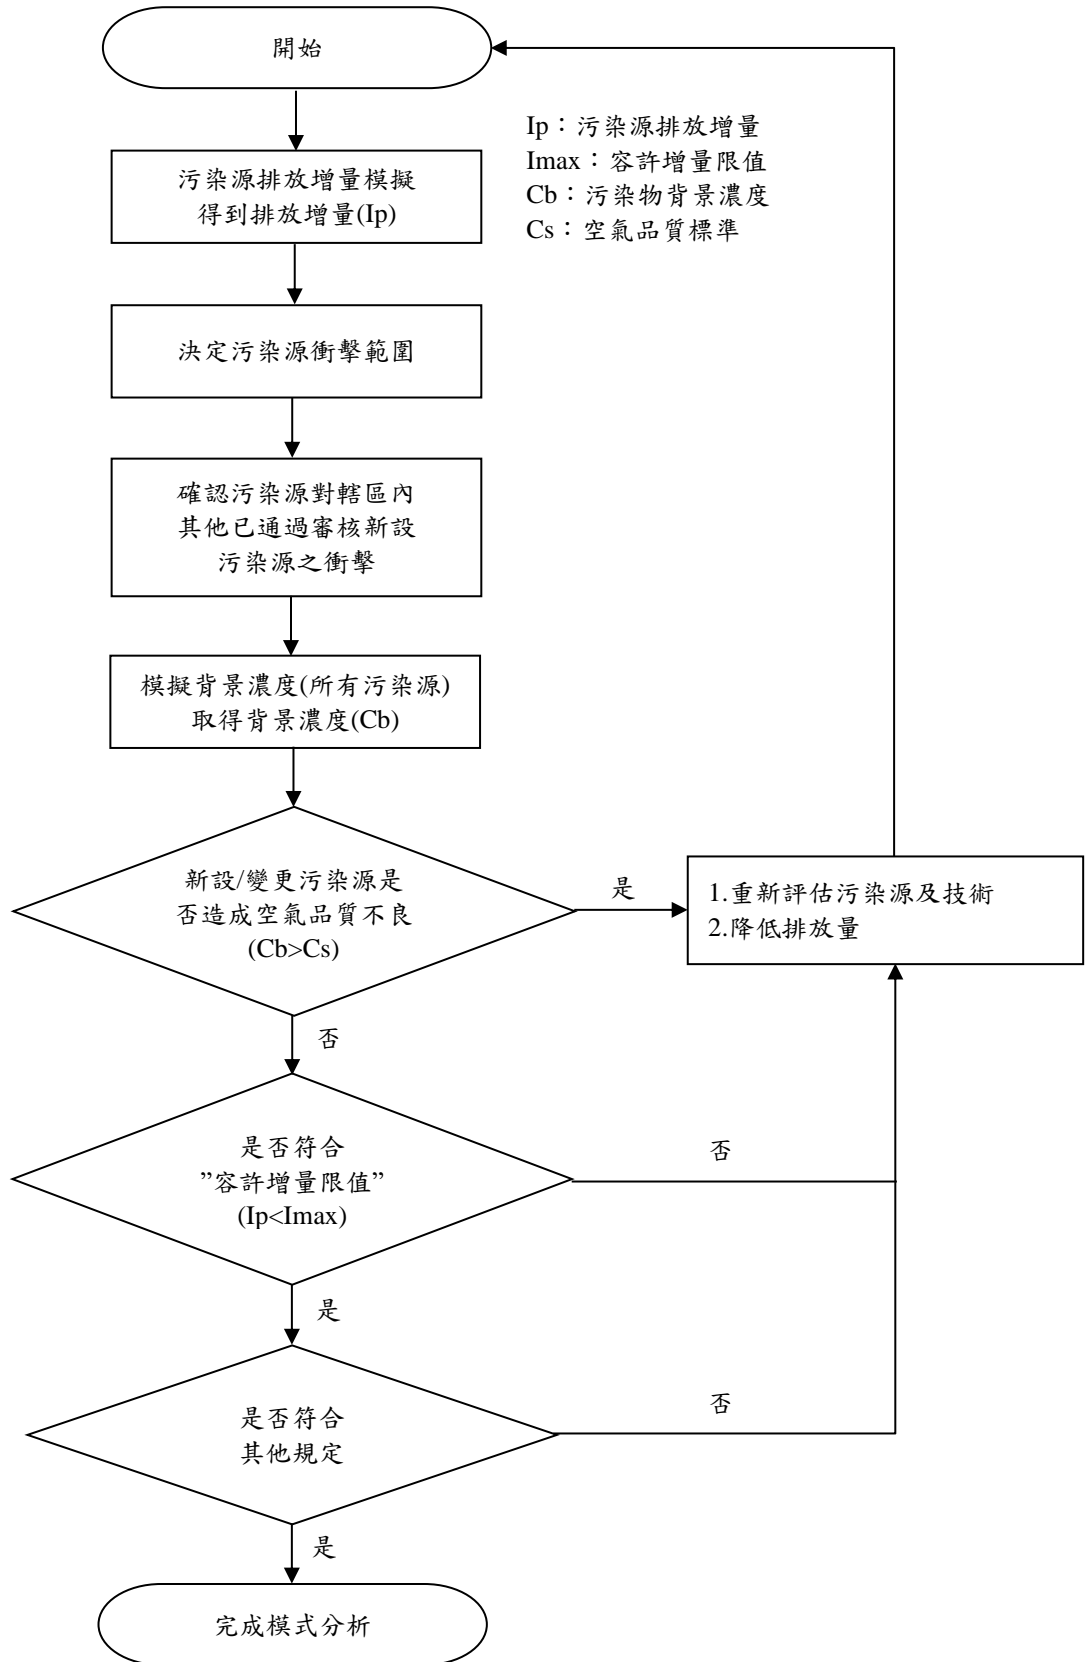 開始
Ip：污染源排放增量
Imax：容許增量限值
Cb：污染物背景濃度
Cs：空氣品質標準
污染源排放增量模擬
得到排放增量(Ip)
決定污染源衝擊範圍
確認污染源對轄區內
其他已通過審核新設
污染源之衝擊
模擬背景濃度(所有污染源)
取得背景濃度(Cb)
新設/變更污染源是
否造成空氣品質不良
(Cb>Cs)
是
1.重新評估污染源及技術
2.降低排放量
否
是否符合
”容許增量限值”
(Ip<Imax)
否
是
是否符合
其他規定
否
是
完成模式分析